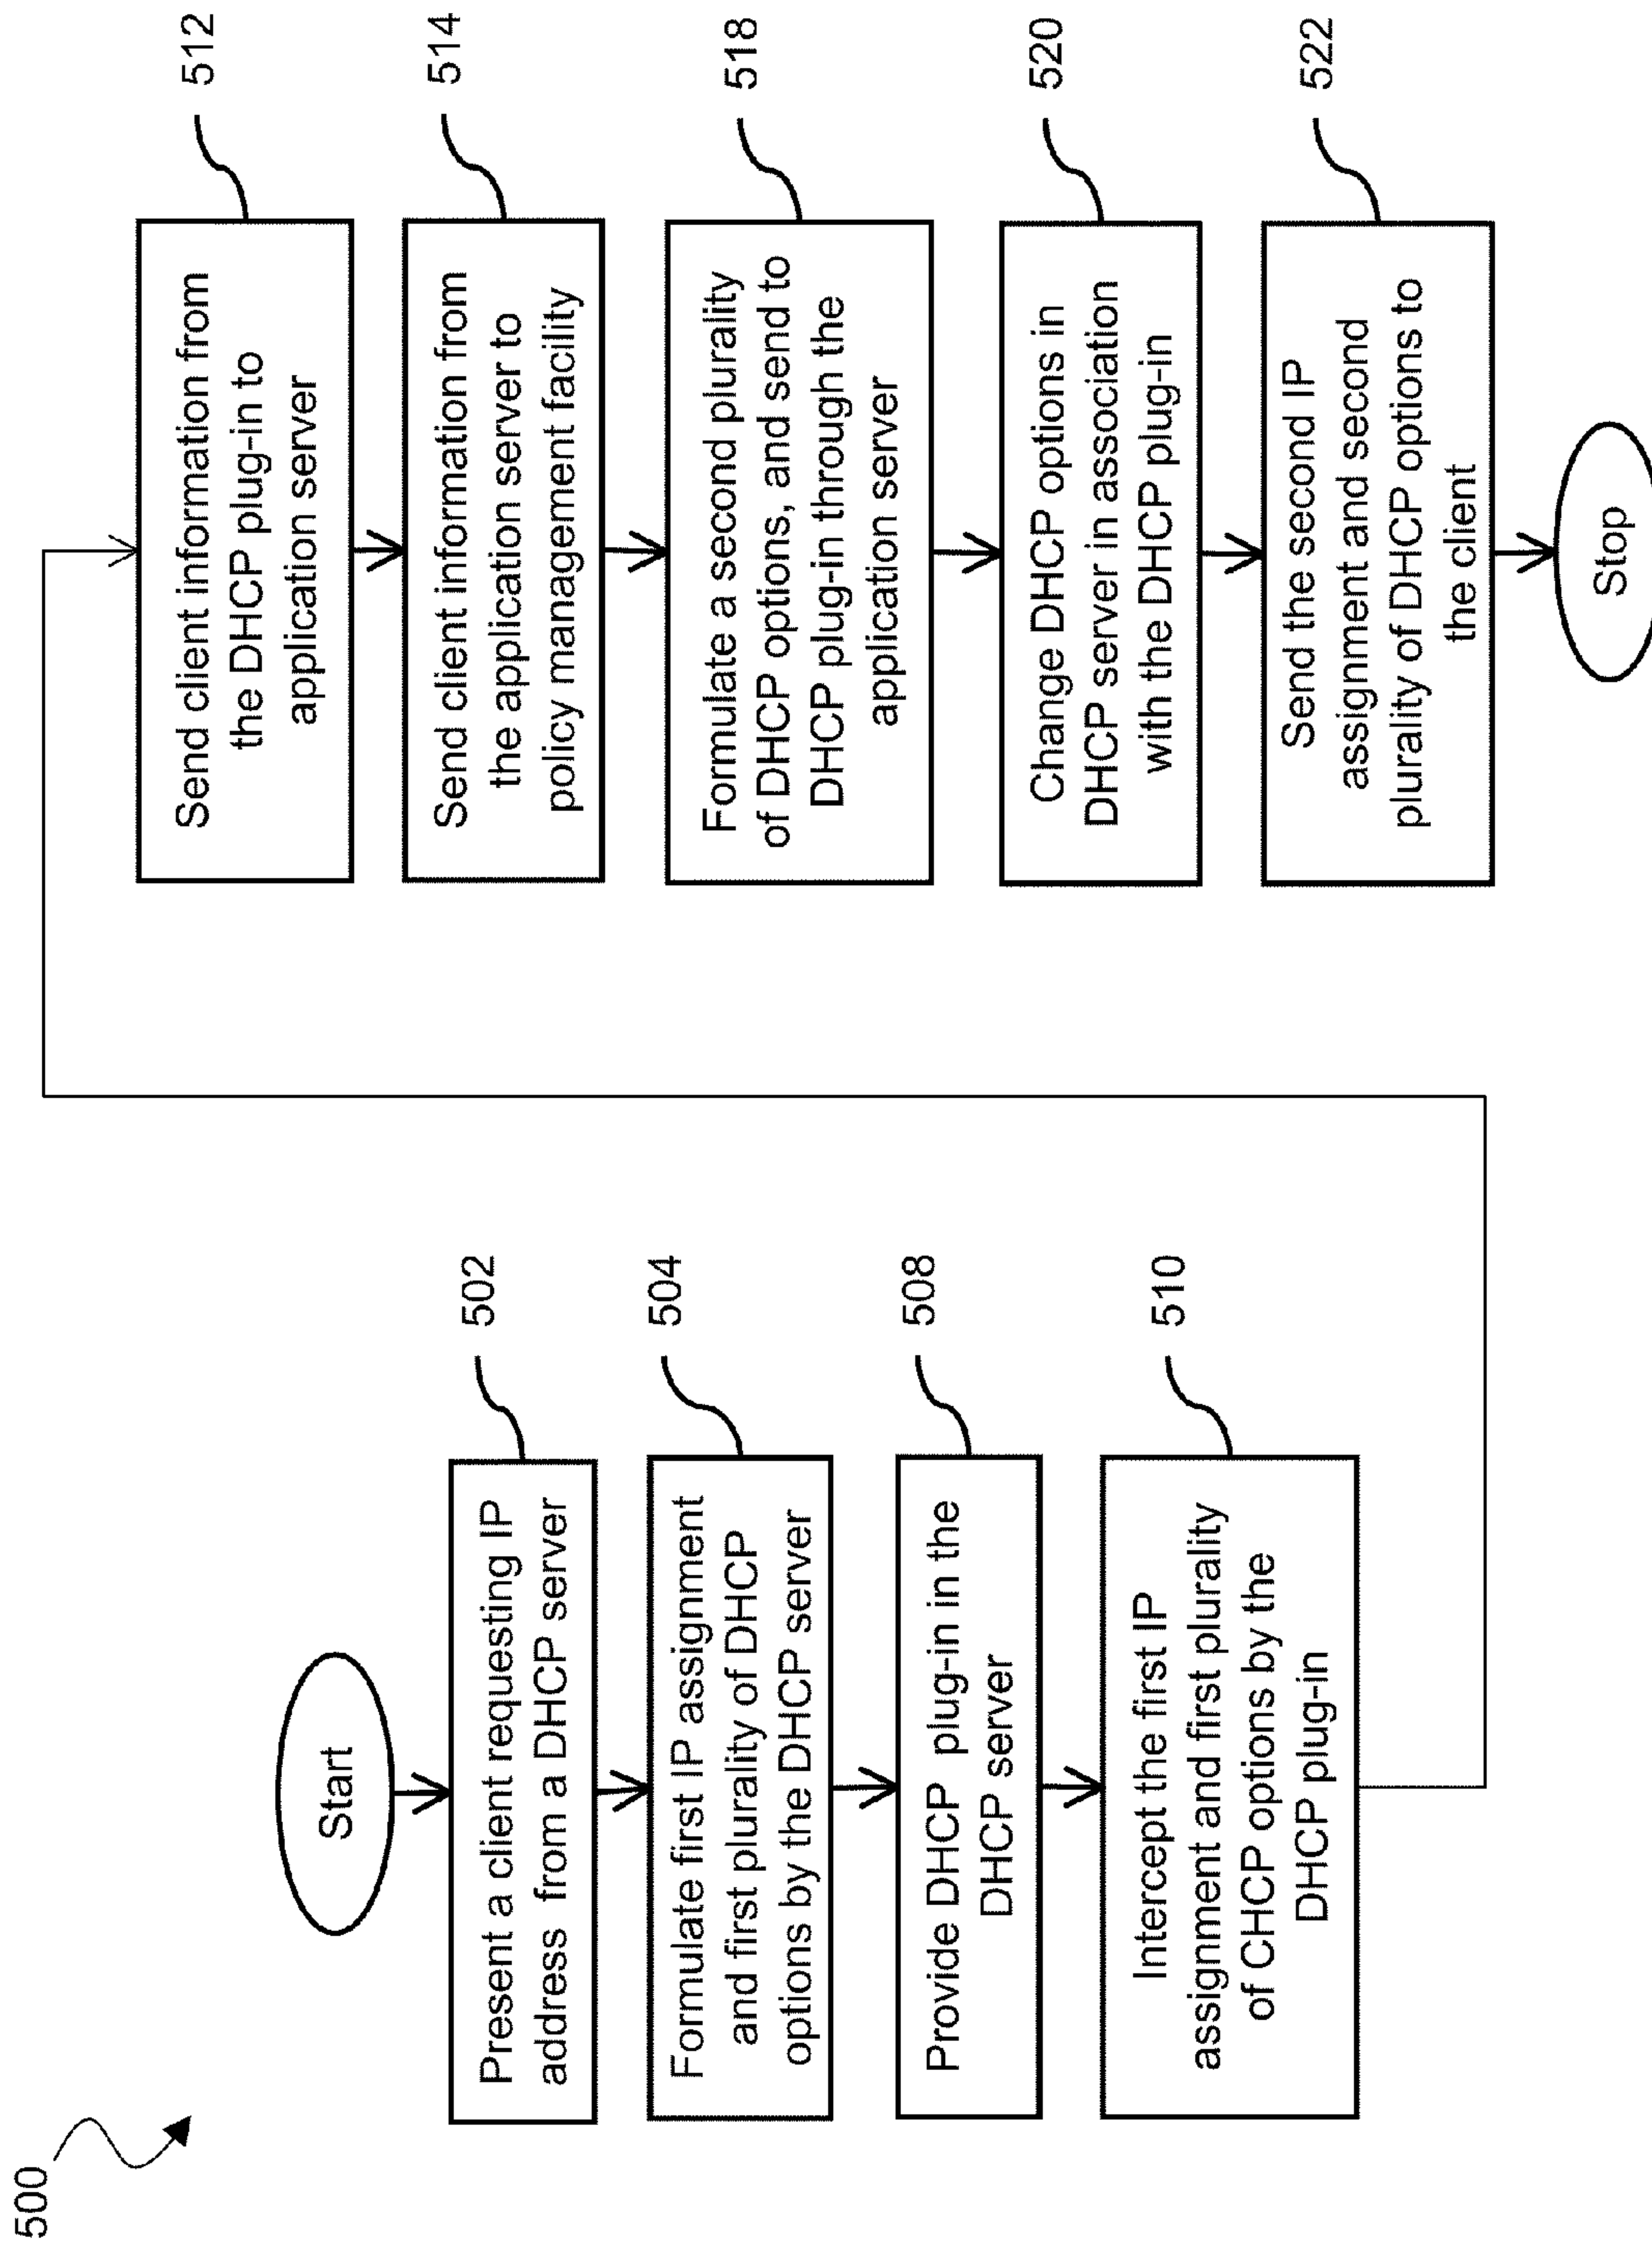 500
Start
Present a client requesting IP
address from a DHCP server
502
Formulate first IP assignment
and first plurality of DHCP
options by the DHCP server
504
Provide DHCP plug-in in the
DHCP server
508
Intercept the first IP
assignment and first plurality
of CHCP options by the
DHCP plug-in
510
Send client information from
the DHCP plug-in to
application server
512
Send client information from
the application server to
policy management facility
514
Formulate a second plurality
of DHCP options, and send to
DHCP plug-in through the
application server
518
Change DHCP options in
DHCP server in association
with the DHCP plug-in
520
Send the second IP
assignment and second
plurality of DHCP options to
the client
522
Stop